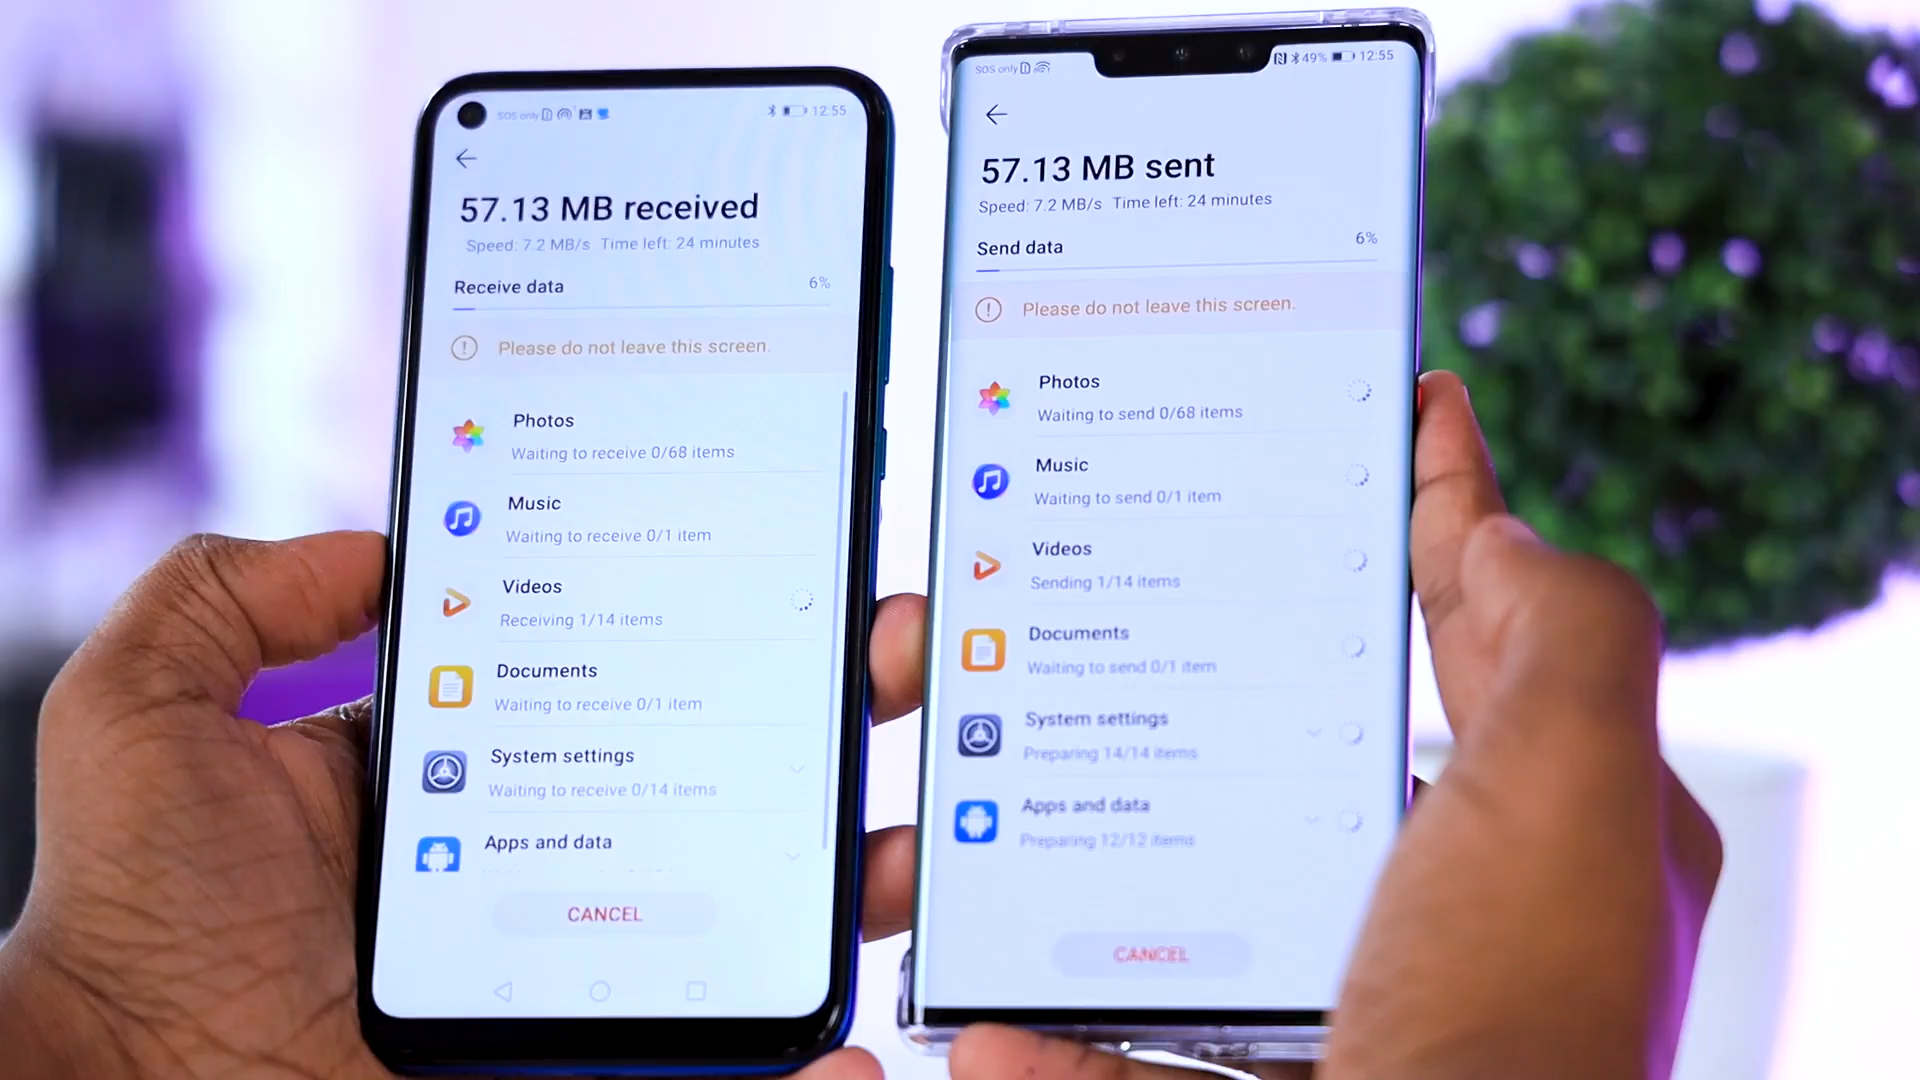 SOS only
12:55
57.13 MB received
Speed: 7.2 MB/s Time left: 24 minutes
Receive data 6%
Please do not leave this screen.
Photos
Waiting to receive 0/68 items
Music
Waiting to receive 0/1 item
Videos
Receiving 1/14 items
Documents
Waiting to receive 0/1 item
System settings
Waiting to receive 0/14 items
Apps and data
CANCEL
SOS only
49% 12:55
57.13 MB sent
Speed: 7.2 MB/s Time left: 24 minutes
Send data 6%
Please do not leave this screen.
Photos
Waiting to send 0/68 items
Music
Waiting to send 0/1 item
Videos
Sending 1/14 items
Documents
Waiting to send 0/1 item
System settings
Preparing 14/14 items
Apps and data
Preparing 12/12 items
CANCEL